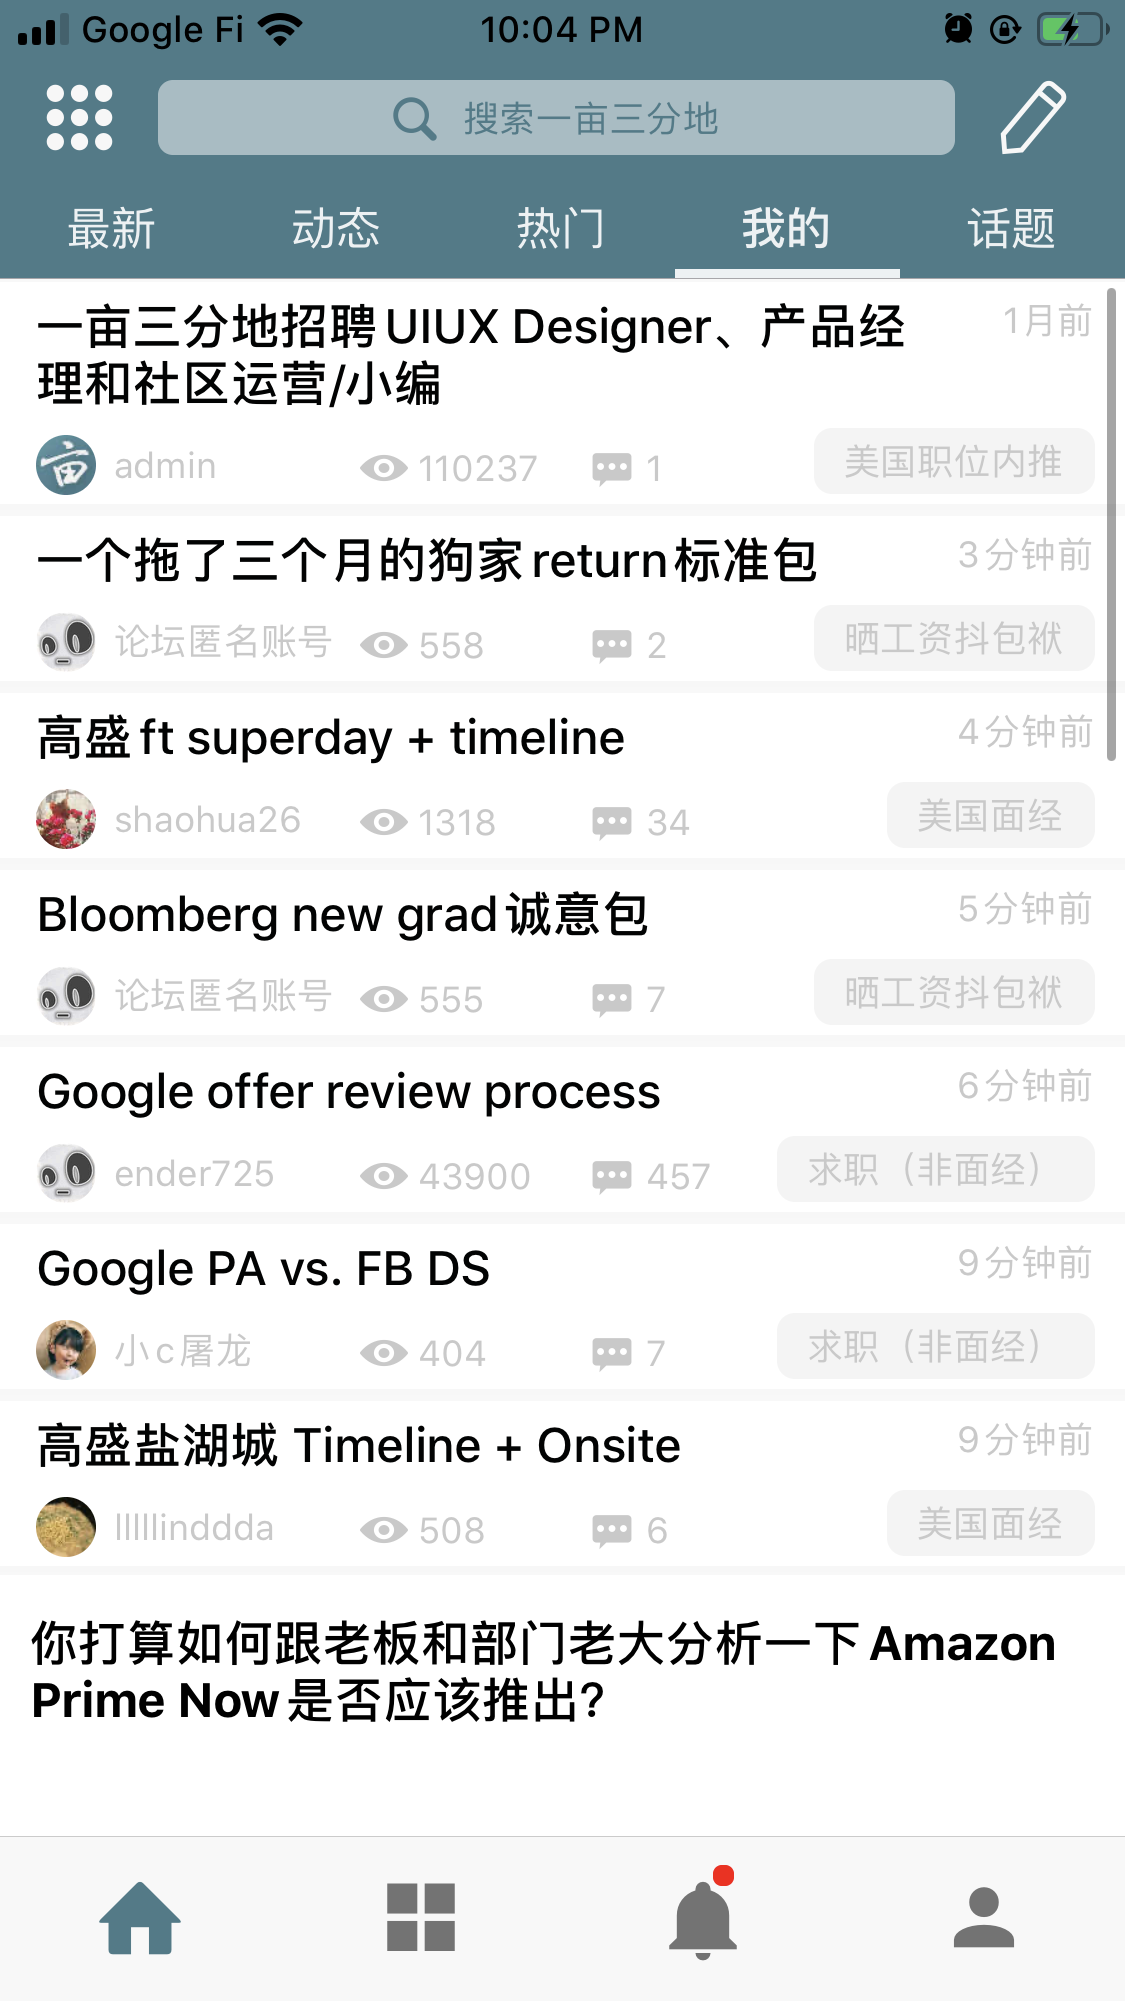 Google Fi 10:04 PM
搜索一亩三分地
最新 动态 热门 我的 话题
一亩三分地招聘UIUX Designer、产品经
理和社区运营/小编
1月前
admin 110237 1 美国职位内推
一个拖了三个月的狗家return标准包
3分钟前
论坛匿名账号 558 2 晒工资抖包袱
高盛ft superday + timeline
4分钟前
shaohua26 1318 34 美国面经
Bloomberg new grad诚意包
5分钟前
论坛匿名账号 555 7 晒工资抖包袱
Google offer review process
6分钟前
ender725 43900 457 求职（非面经）
Google PA vs. FB DS
9分钟前
小c屠龙 404 7 求职（非面经）
高盛盐湖城 Timeline + Onsite
9分钟前
lllllinddda 508 6 美国面经
你打算如何跟老板和部门老大分析一下Amazon
Prime Now是否应该推出?